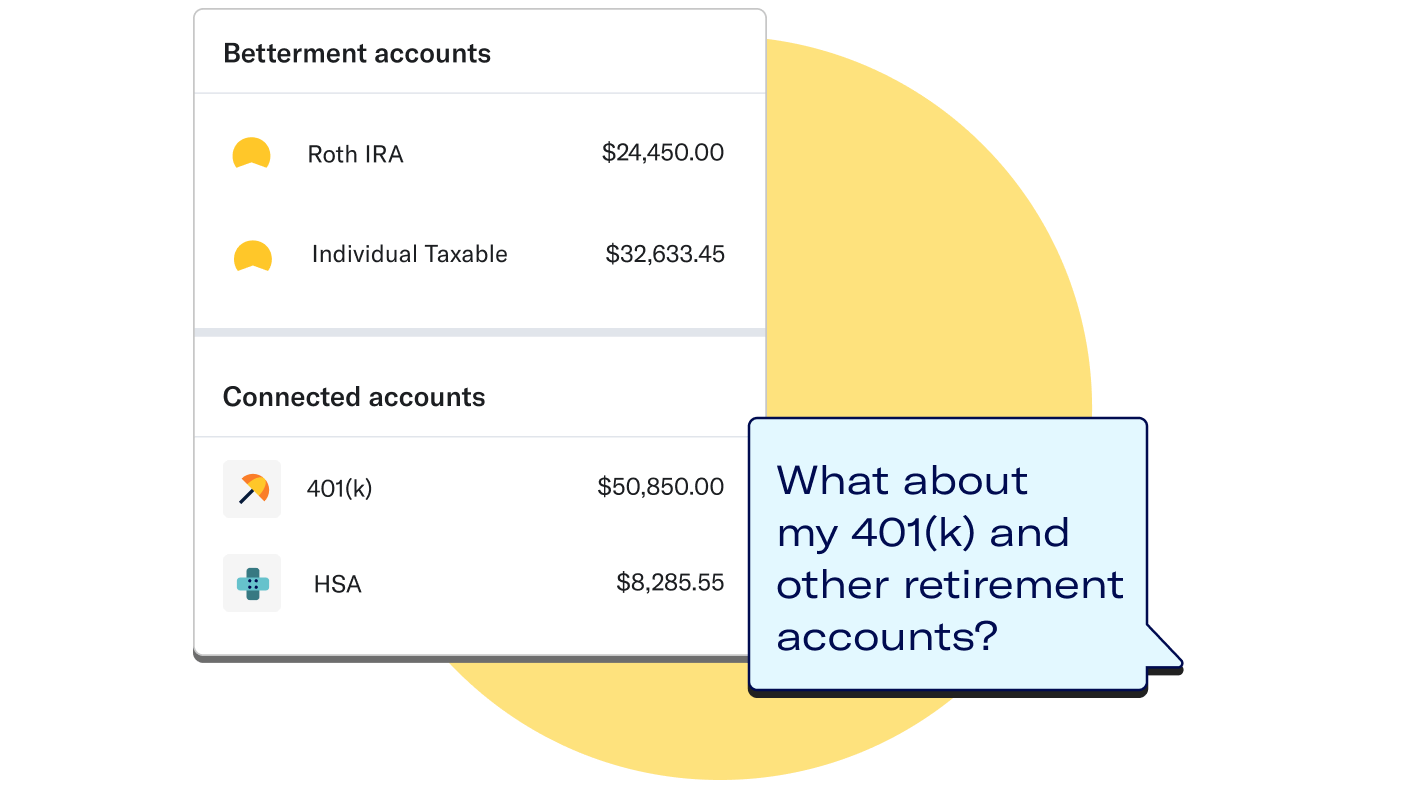 Betterment accounts
Roth IRA $24,450.00
Individual Taxable $32,633.45
Connected accounts
401(k) $50,850.00
HSA $8,285.55
What about
my 401(k) and
other retirement
accounts?